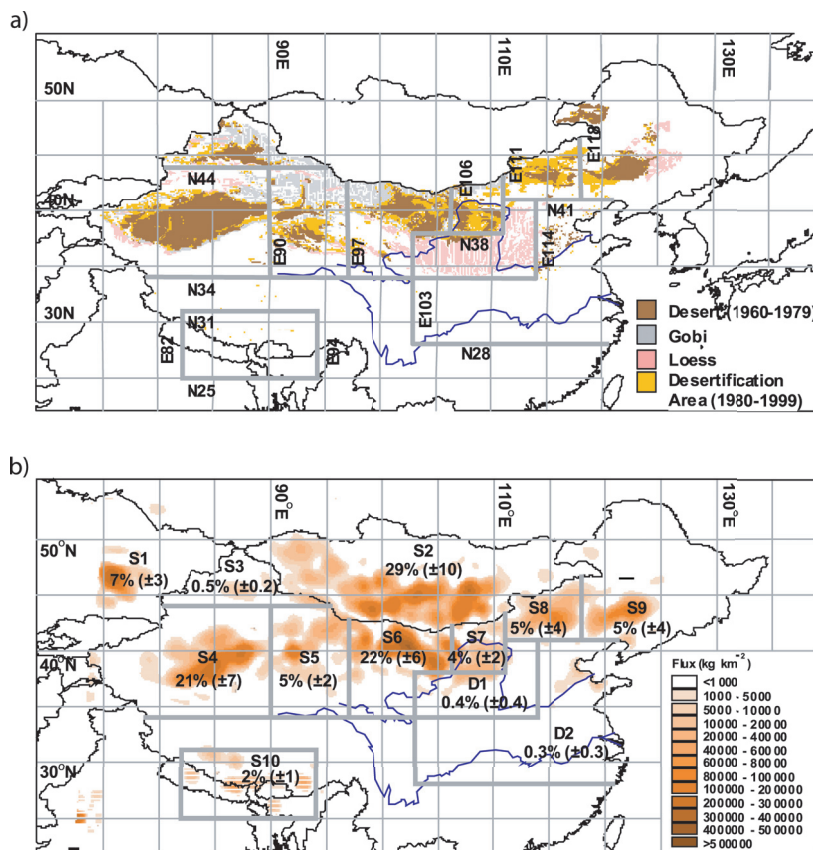 a)
90E
110E
130E
50N
E118
E111
E106
N44
40N
N41
N38
E90
E97
E114
N34
E103
30N
N31
E82
E94
N28
N25
Desert (1960-1979)
Gobi
Loess
Desertification
Area (1980-1999)
b)
90°E
110°E
130°E
50°N
S1
7% (±3)
S3
0.5% (±0.2)
S2
29% (±10)
S8
5% (±4)
S9
5% (±4)
S4
21% (±7)
S5
5% (±2)
S6
22% (±6)
S7
4% (±2)
40°N
D1
0.4% (±0.4)
D2
0.3% (±0.3)
30°N
S10
2% (±1)
Flux (kg km⁻²)
<1000
1000 - 5000
5000 - 10000
10000 - 20000
20000 - 40000
40000 - 60000
60000 - 80000
80000 - 100000
100000 - 200000
200000 - 300000
300000 - 400000
400000 - 500000
>500000